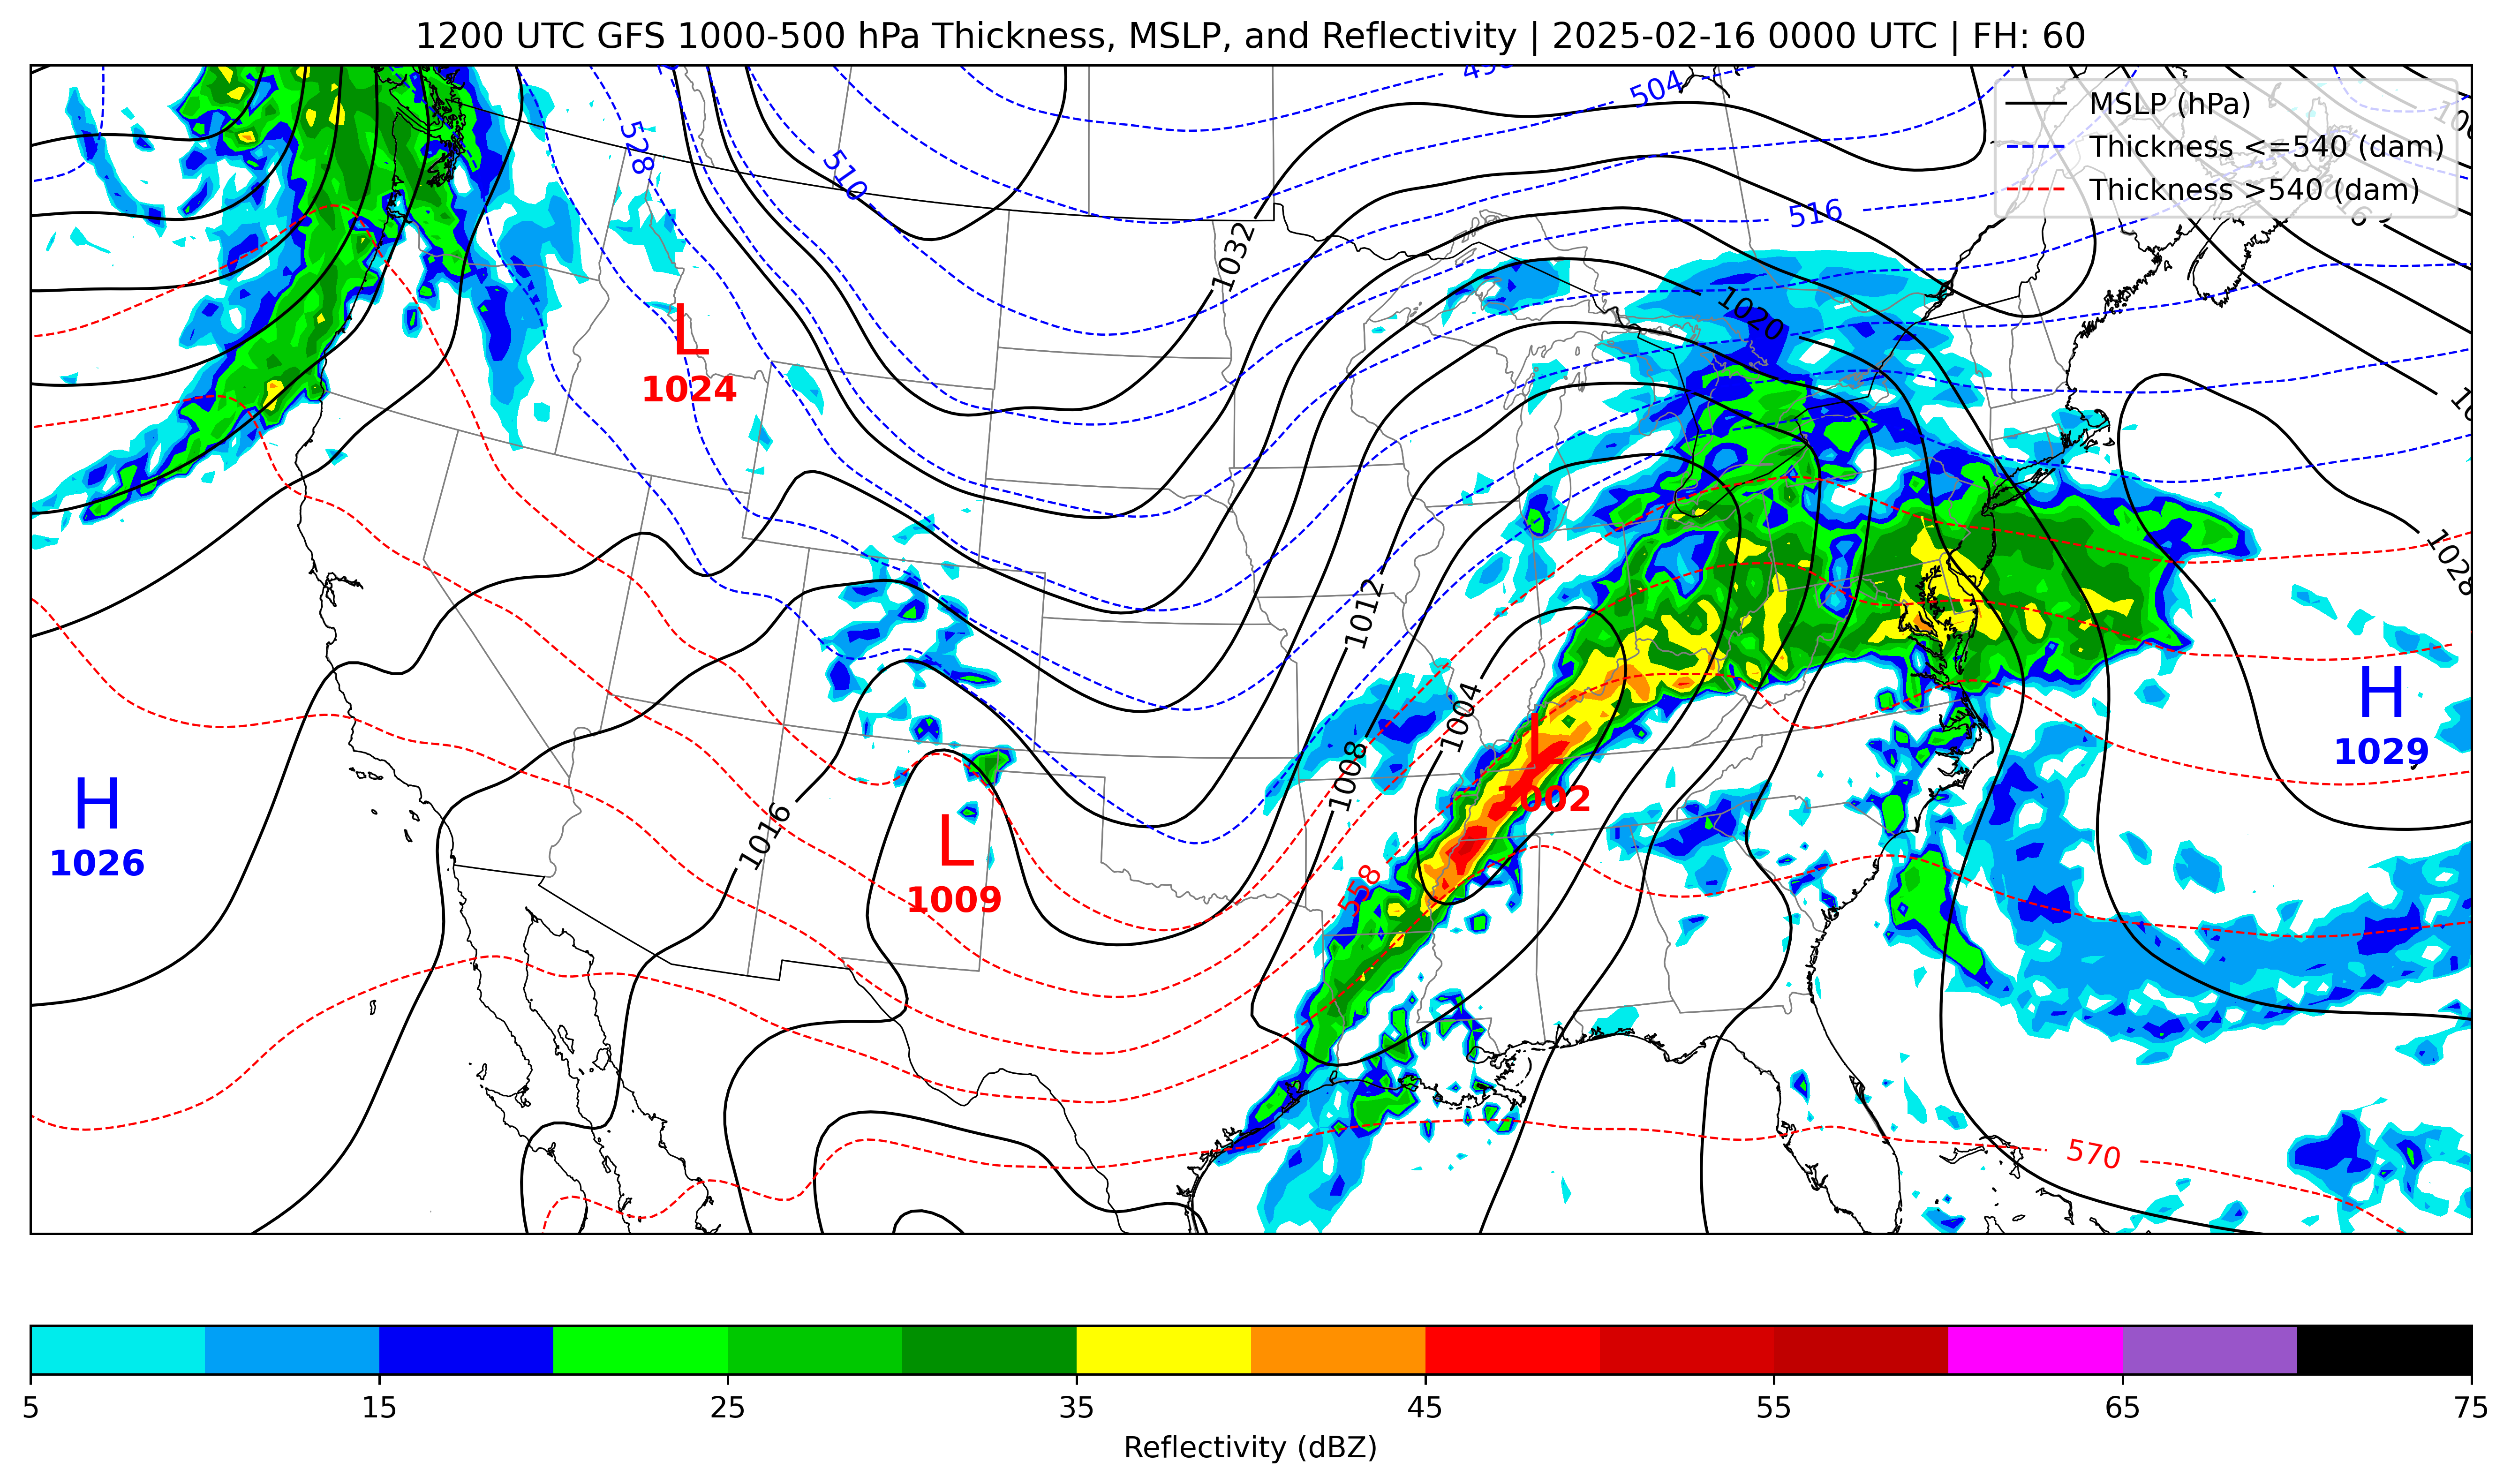 1200 UTC GFS 1000-500 hPa Thickness, MSLP, and Reflectivity | 2025-02-16 0000 UTC | FH: 60
MSLP (hPa)
Thickness <=540 (dam)
Thickness >540 (dam)
504
528
510
516
1032
1020
L
1024
1028
1012
H
1029
1004
L
1002
1008
H
1026
1016
L
1009
558
570
5 15 25 35 45 55 65 75
Reflectivity (dBZ)